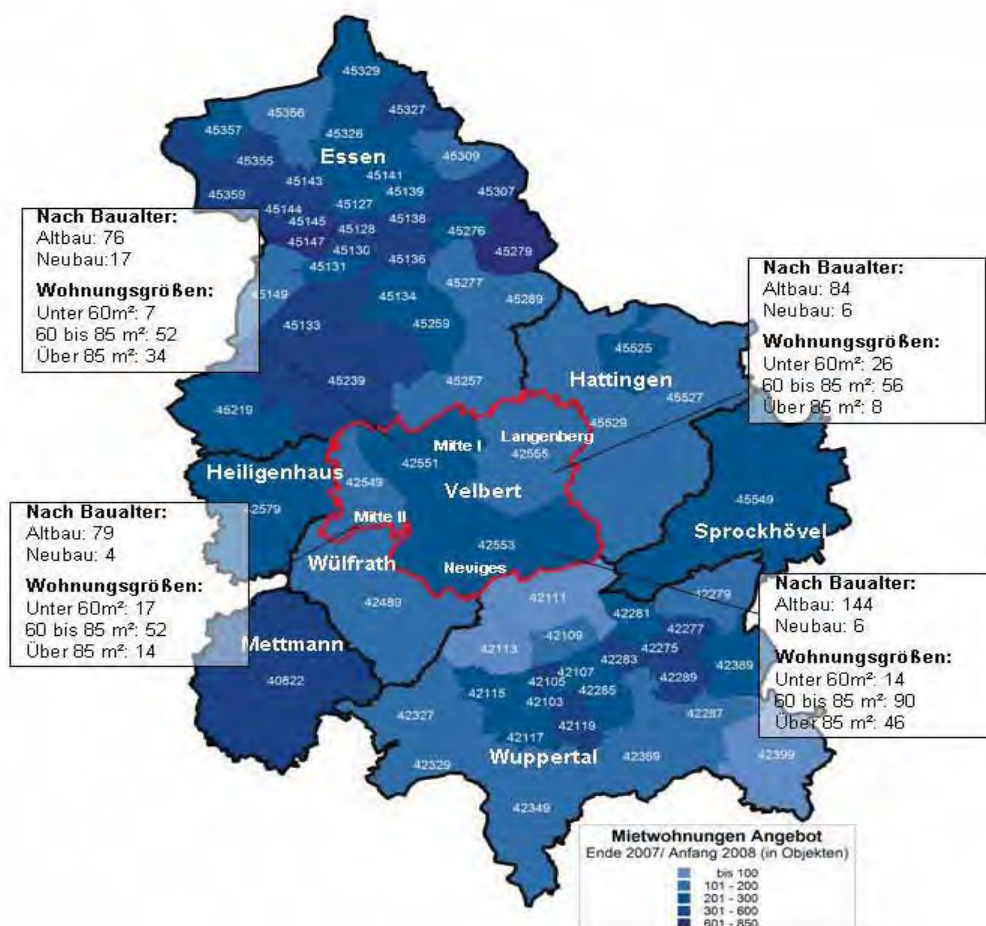 45329
45356
45327
45357
45326
Essen
45309
45355
45141
45143
45139
45307
45359
45127
45144
45138
45145
45276
45128
45147
45130
45279
45136
45131
45277
45149
45134
45289
45133
45259
45239
45257
45219
Nach Baualter:
Altbau: 76
Neubau:17
Wohnungsgrößen:
Unter 60m²: 7
60 bis 85 m²: 52
Über 85 m²: 34
Nach Baualter:
Altbau: 84
Neubau: 6
Wohnungsgrößen:
Unter 60m²: 26
60 bis 85 m²: 56
Über 85 m²: 8
45525
Hattingen
45527
45529
Langenberg
Mitte I
42555
42551
Heiligenhaus
42549
Velbert
42579
Mitte II
45549
Sprockhövel
42553
Wülfrath
Neviges
42489
Nach Baualter:
Altbau: 79
Neubau: 4
Wohnungsgrößen:
Unter 60m²: 17
60 bis 85 m²: 52
Über 85 m²: 14
Nach Baualter:
Altbau: 144
Neubau: 6
Wohnungsgrößen:
Unter 60m²: 14
60 bis 85 m²: 90
Über 85 m²: 46
Mettmann
40822
42111
42279
42281
42277
42109
42275
42113
42283
42389
42107
42105
42289
42285
42115
42103
42287
42327
42119
42117
Wuppertal
42369
42399
42329
42349
Mietwohnungen Angebot
Ende 2007/ Anfang 2008 (in Objekten)
bis 100
101 - 200
201 - 300
301 - 600
601 - 850